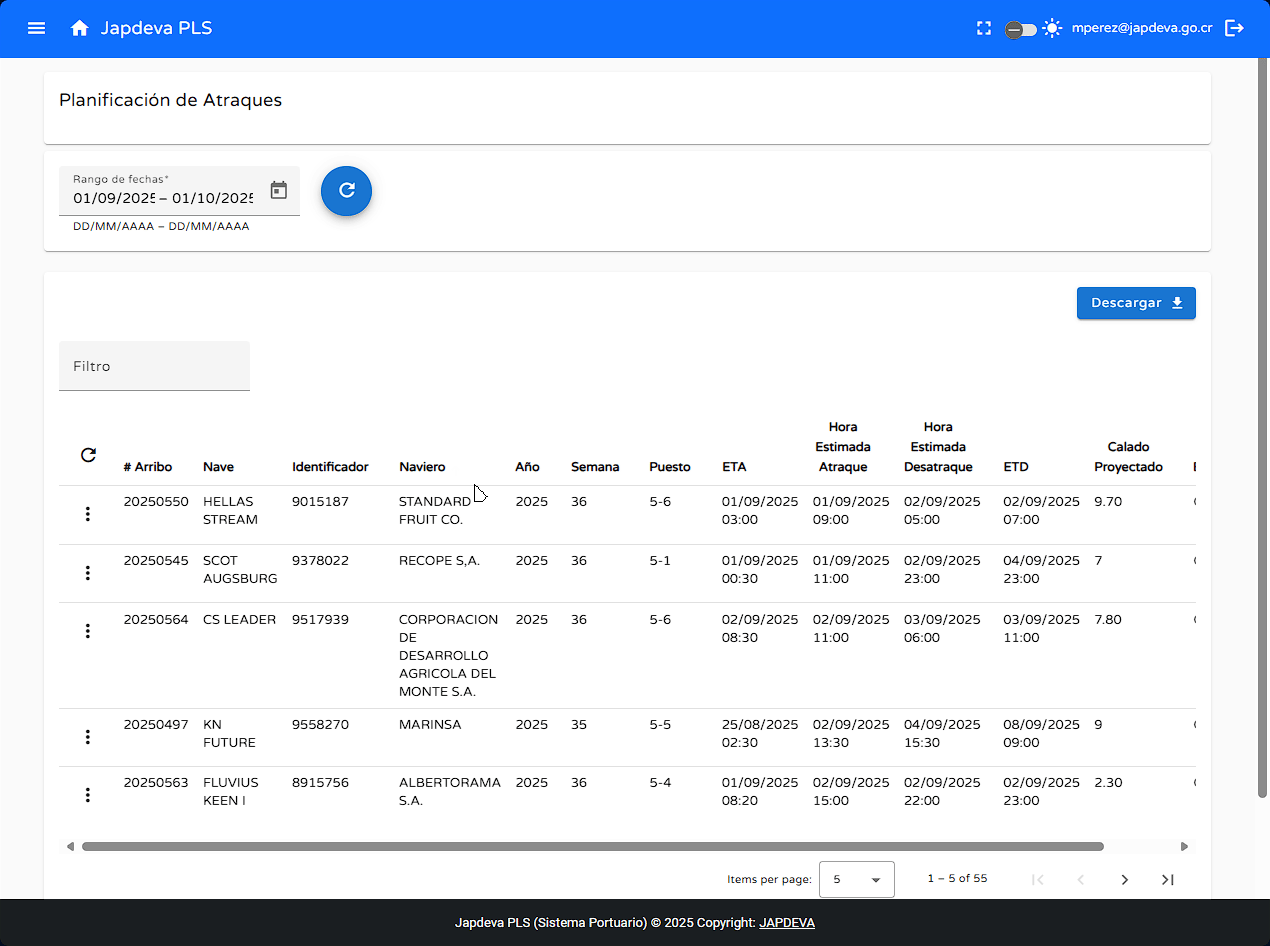 Japdeva PLS
mperez@japdeva.go.cr
Planificación de Atraques
Rango de fechas*
01/09/2025 – 01/10/2025
DD/MM/AAAA – DD/MM/AAAA
Descargar
Filtro
# Arribo Nave Identificador Naviero Año Semana Puesto ETA Hora Estimada Atraque Hora Estimada Desatraque ETD Calado Proyectado
20250550 HELLAS STREAM 9015187 STANDARD FRUIT CO. 2025 36 5-6 01/09/2025 03:00 01/09/2025 09:00 02/09/2025 05:00 02/09/2025 07:00 9.70
20250545 SCOT AUGSBURG 9378022 RECOPE S,A. 2025 36 5-1 01/09/2025 00:30 01/09/2025 11:00 02/09/2025 23:00 04/09/2025 23:00 7
20250564 CS LEADER 9517939 CORPORACION DE DESARROLLO AGRICOLA DEL MONTE S.A. 2025 36 5-6 02/09/2025 08:30 02/09/2025 11:00 03/09/2025 06:00 03/09/2025 11:00 7.80
20250497 KN FUTURE 9558270 MARINSA 2025 35 5-5 25/08/2025 02:30 02/09/2025 13:30 04/09/2025 15:30 08/09/2025 09:00 9
20250563 FLUVIUS KEEN I 8915756 ALBERTORAMA S.A. 2025 36 5-4 01/09/2025 08:20 02/09/2025 15:00 02/09/2025 22:00 02/09/2025 23:00 2.30
Items per page: 5 1 – 5 of 55
Japdeva PLS (Sistema Portuario) © 2025 Copyright: JAPDEVA